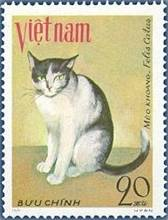 Việtnam
MÈO KHOANG - Felis Catus
BƯU CHÍNH
20 xu